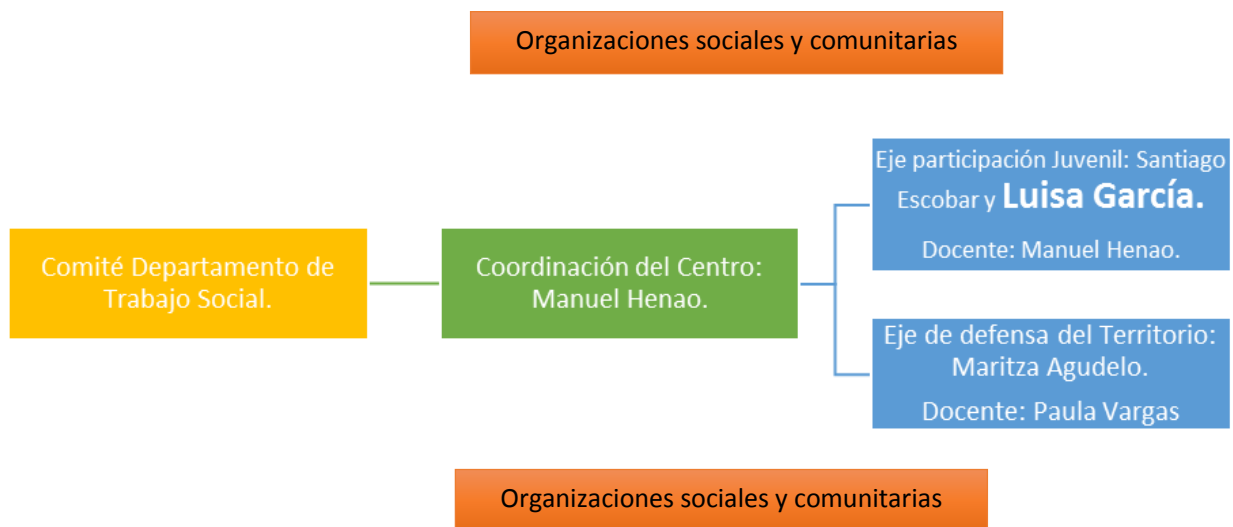 Organizaciones sociales y comunitarias
Comité Departamento de
Trabajo Social.
Coordinación del Centro:
Manuel Henao.
Eje participación Juvenil: Santiago
Escobar y Luisa García.
Docente: Manuel Henao.
Eje de defensa del Territorio:
Maritza Agudelo.
Docente: Paula Vargas
Organizaciones sociales y comunitarias